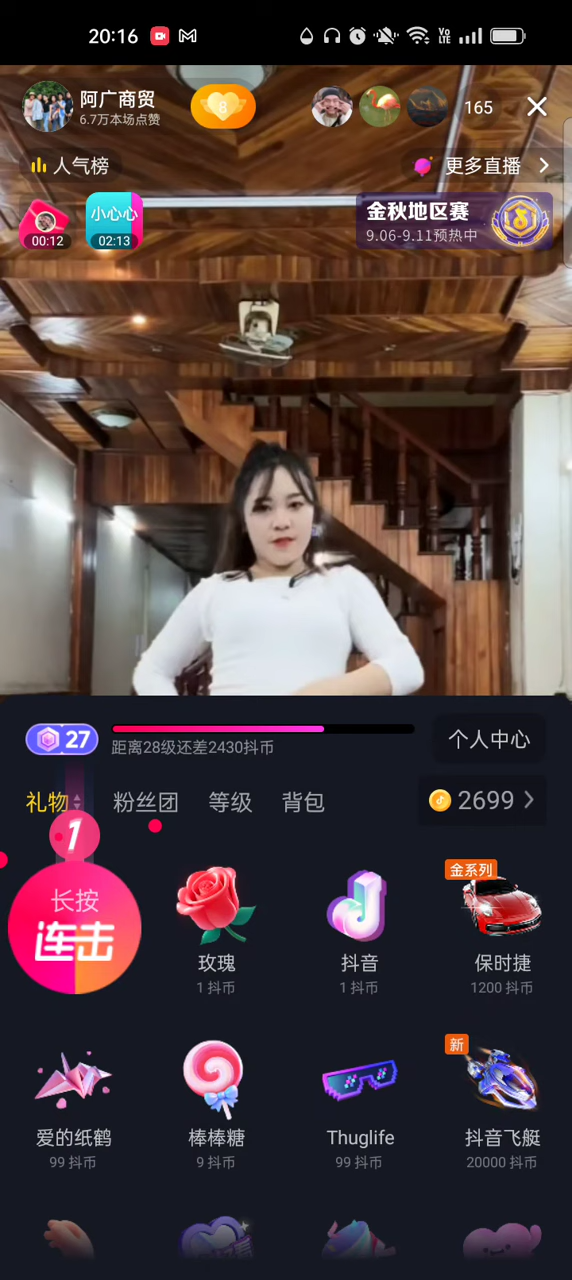 20:16
Vo
LTE
阿广商贸
6.7万本场点赞
8
165
人气榜
更多直播
00:12
小心心
02:13
金秋地区赛
9.06-9.11预热中
27
距离28级还差2430抖币
个人中心
礼物
粉丝团
等级
背包
2699
1
长按
连击
玫瑰
1 抖币
抖音
1 抖币
金系列
保时捷
1200 抖币
爱的纸鹤
99 抖币
棒棒糖
9 抖币
Thuglife
99 抖币
新
抖音飞艇
20000 抖币